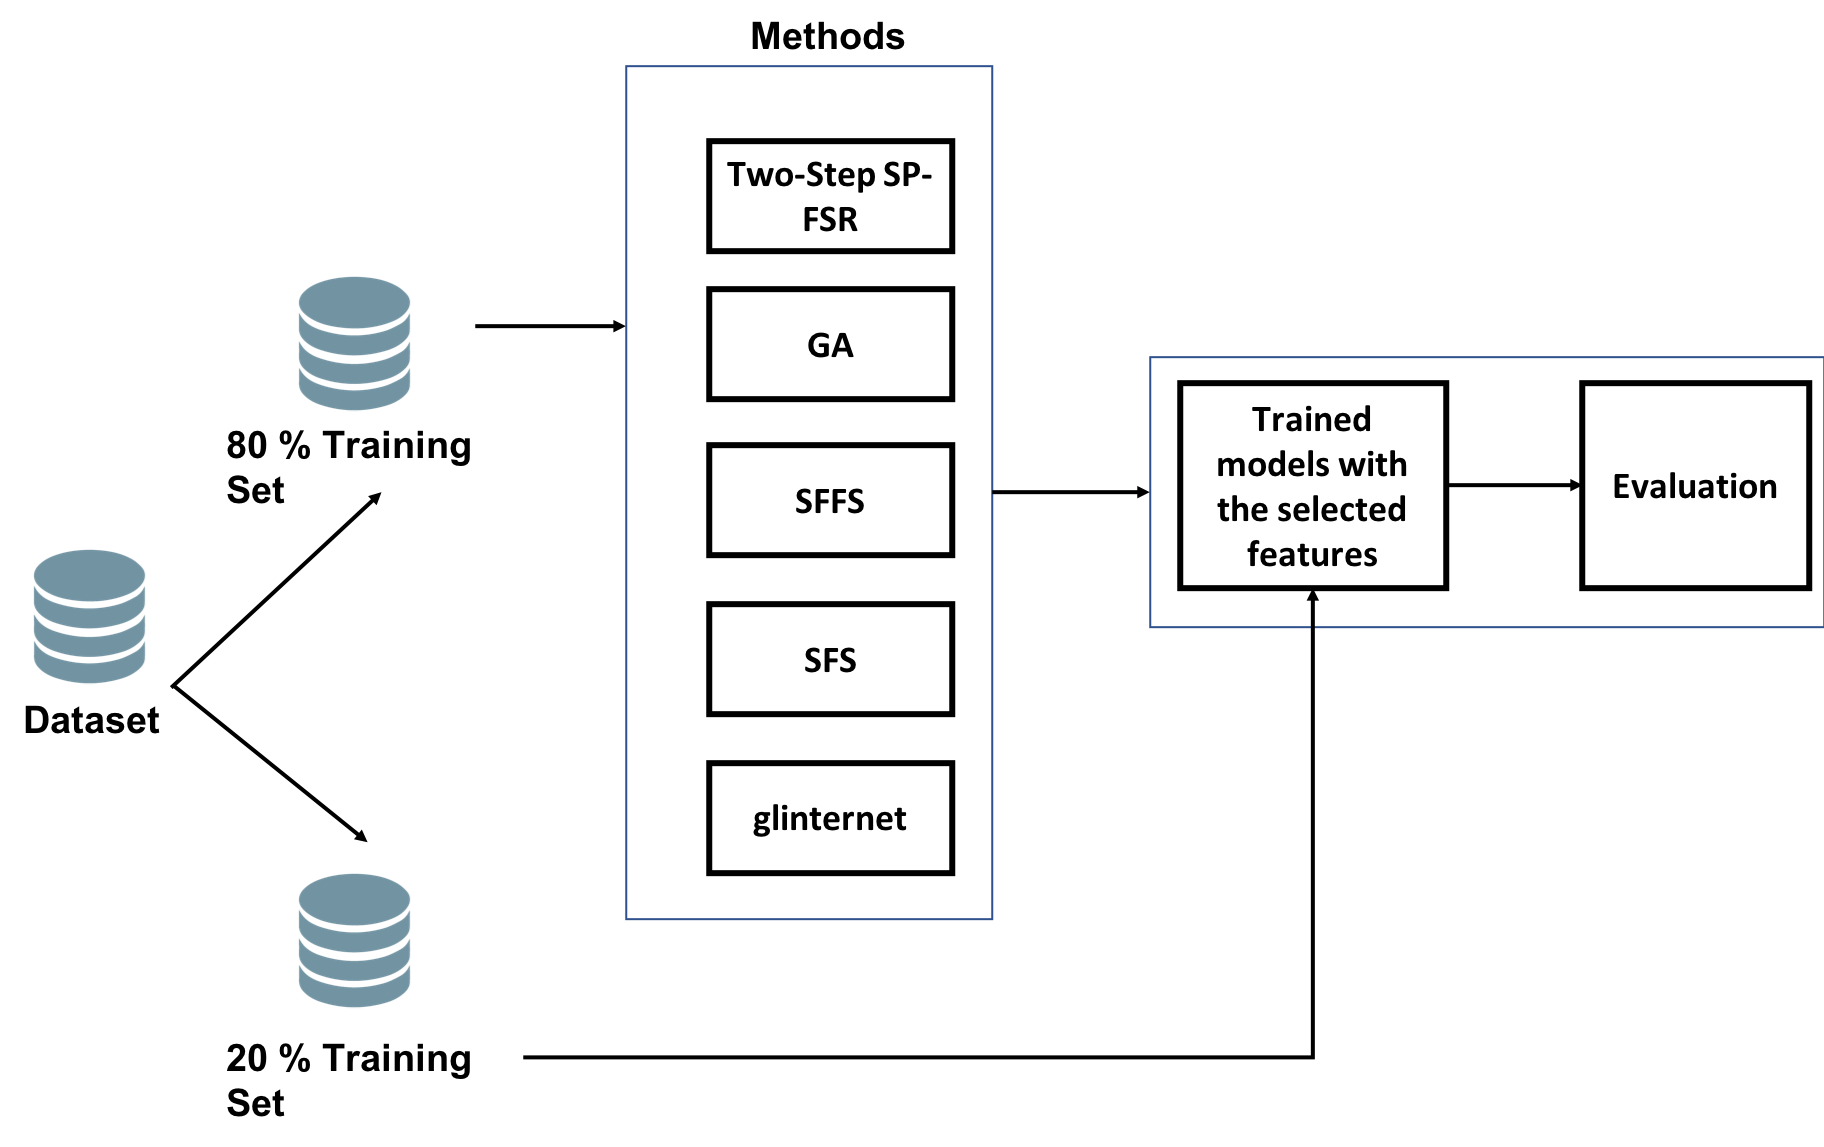 Methods
Two-Step SP-
FSR
GA
SFFS
SFS
glinternet
80 % Training
Set
Dataset
20 % Training
Set
Trained
models with
the selected
features
Evaluation